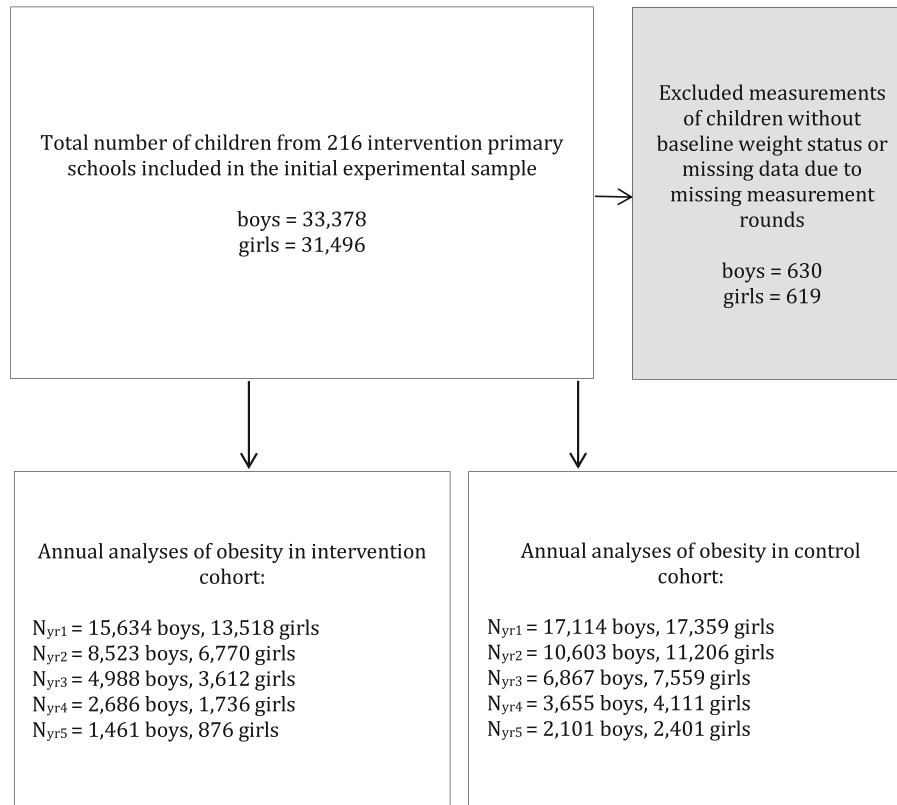 Total number of children from 216 intervention primary
schools included in the initial experimental sample
boys = 33,378
girls = 31,496
Excluded measurements
of children without
baseline weight status or
missing data due to
missing measurement
rounds
boys = 630
girls = 619
Annual analyses of obesity in intervention
cohort:
Nyr1 = 15,634 boys, 13,518 girls
Nyr2 = 8,523 boys, 6,770 girls
Nyr3 = 4,988 boys, 3,612 girls
Nyr4 = 2,686 boys, 1,736 girls
Nyr5 = 1,461 boys, 876 girls
Annual analyses of obesity in control
cohort:
Nyr1 = 17,114 boys, 17,359 girls
Nyr2 = 10,603 boys, 11,206 girls
Nyr3 = 6,867 boys, 7,559 girls
Nyr4 = 3,655 boys, 4,111 girls
Nyr5 = 2,101 boys, 2,401 girls